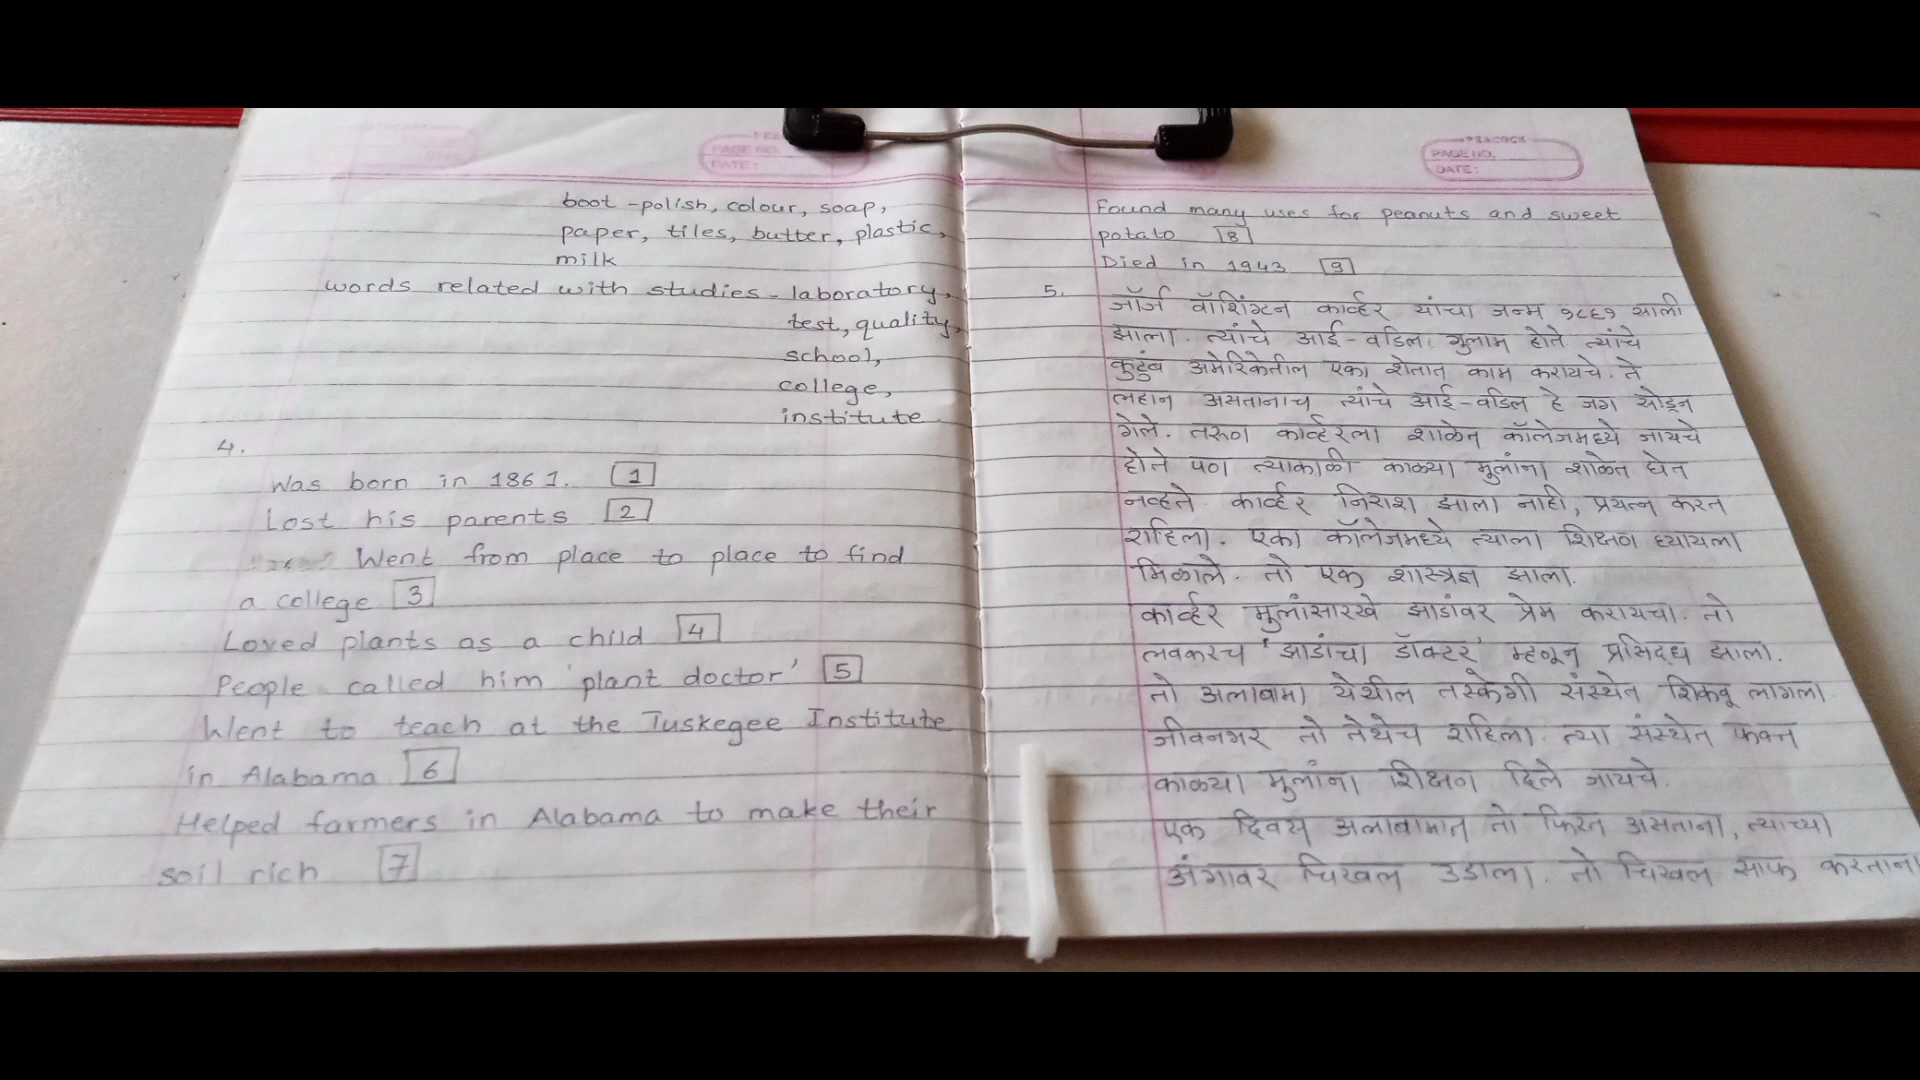 PAGE NO.
DATE:
boot-polish, colour, soap,
paper, tiles, butter, plastic,
milk
words related with studies - laboratory,
test, quality,
school,
college,
institute
4.
Was born in 1861. 1
Lost his parents 2
Went from place to place to find
a college 3
Loved plants as a child 4
People called him 'plant doctor' 5
Went to teach at the Tuskegee Institute
in Alabama 6
Helped farmers in Alabama to make their
soil rich 7
PEACOCK
PAGE NO.
DATE:
Found many uses for peanuts and sweet
potato 8
Died in 1943 9
5. जॉर्ज वॉशिंग्टन कार्व्हर यांचा जन्म १८६१ साली
झाला. त्यांचे आई-वडिल गुलाम होते त्यांचे
कुटुंब अमेरिकेतील एका शेतात काम करायचे. ते
लहान असतानाच त्यांचे आई-वडिल हे जग सोडून
गेले. तरुण कार्व्हरला शाळेत कॉलेजमध्ये जायचे
होते पण त्याकाळी काळ्या मुलांना शाळेत घेत
नव्हते. कार्व्हर निराश झाला नाही, प्रयत्न करत
राहिला. एका कॉलेजमध्ये त्याला शिक्षण घ्यायला
मिळाले. तो एक शास्त्रज्ञ झाला.
कार्व्हर मुलांसारखे झाडांवर प्रेम करायचा. तो
लवकरच 'झाडांचा डॉक्टर' म्हणून प्रसिद्ध झाला.
तो अलाबामा येथील तस्केगी संस्थेत शिकवू लागला.
जीवनभर तो तेथेच राहिला. त्या संस्थेत फक्त
काळ्या मुलांना शिक्षण दिले जायचे.
एक दिवस अलाबामात तो फिरत असताना, त्याच्या
अंगावर चिखल उडाला. तो चिखल साफ करताना